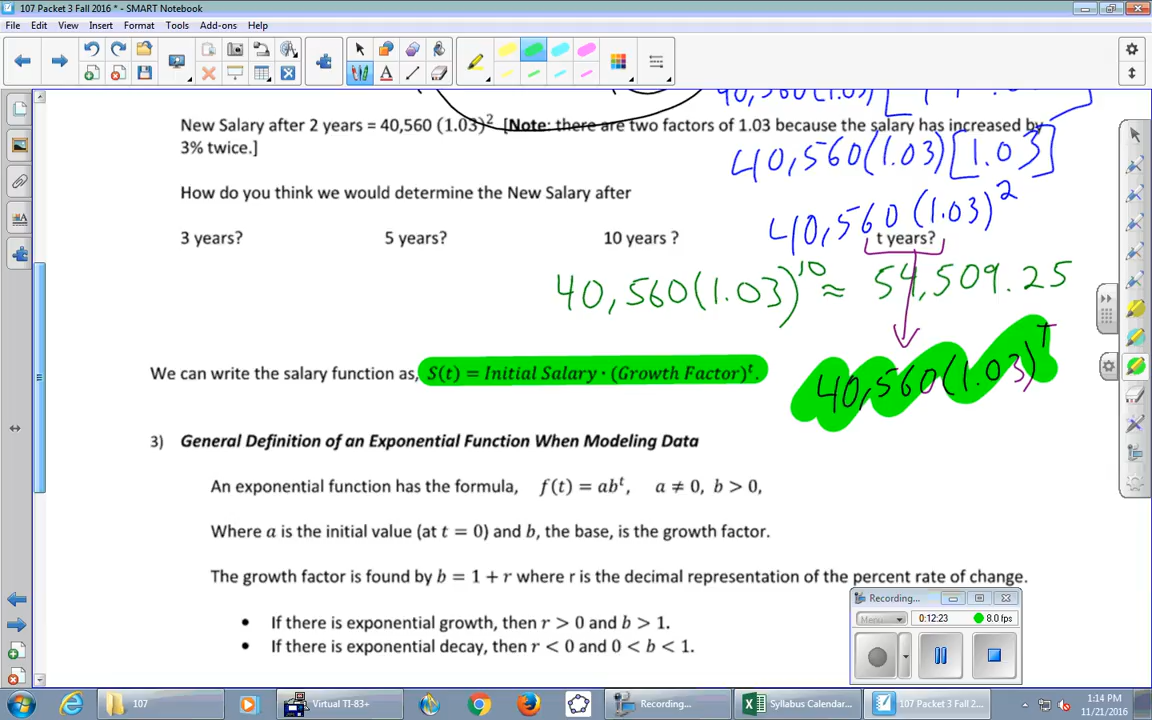 107 Packet 3 Fall 2016 * - SMART Notebook
File Edit View Insert Format Tools Add-ons Help
40,560(1.03)
New Salary after 2 years = 40,560 (1.03)² [Note: there are two factors of 1.03 because the salary has increased by
3% twice.]
40,560(1.03)[1.03]
How do you think we would determine the New Salary after
40,560(1.03)²
3 years? 5 years? 10 years ? t years?
40,560(1.03)¹⁰ ≈ 54,509.25
We can write the salary function as, S(t) = Initial Salary · (Growth Factor)ᵗ.
40,560(1.03)ᵗ
3) General Definition of an Exponential Function When Modeling Data
An exponential function has the formula, f(t) = abᵗ, a ≠ 0, b > 0,
Where a is the initial value (at t = 0) and b, the base, is the growth factor.
The growth factor is found by b = 1 + r where r is the decimal representation of the percent rate of change.
Recording...
• If there is exponential growth, then r > 0 and b > 1.
Menu 0:12:23 8.0 fps
• If there is exponential decay, then r < 0 and 0 < b < 1.
107 Virtual TI-83+ Recording... Syllabus Calendar... 107 Packet 3 Fall 2...
1:14 PM
11/21/2016